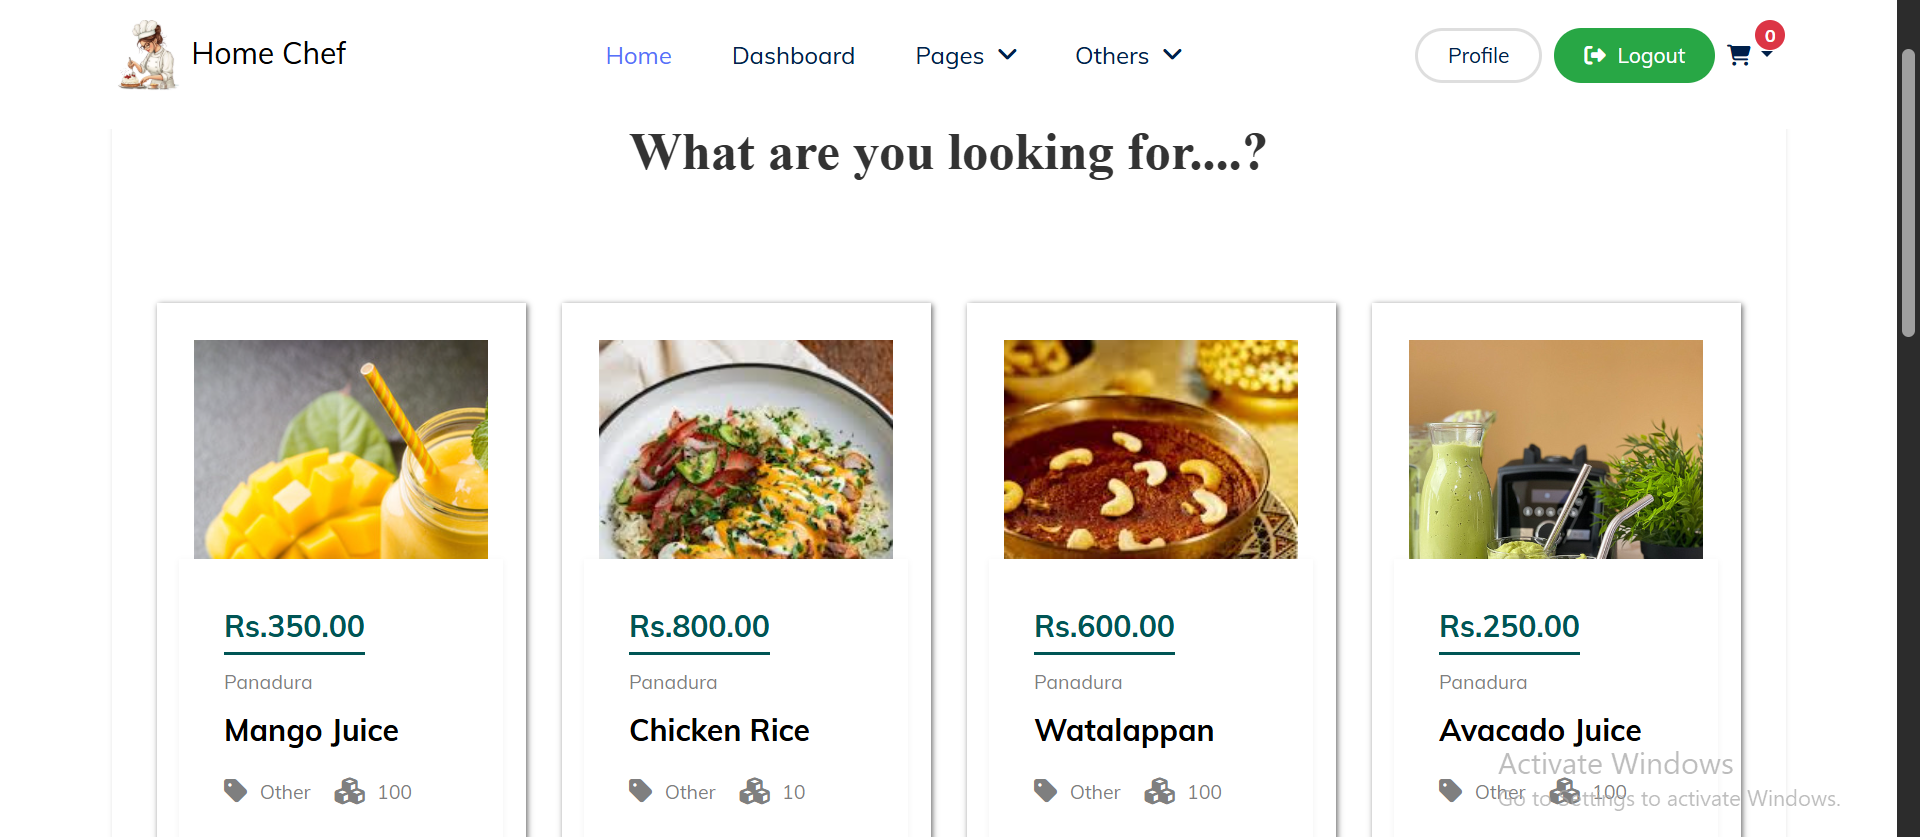 Home Chef
Home Dashboard Pages Others
Profile Logout 0
What are you looking for....?
Rs.350.00 Rs.800.00 Rs.600.00 Rs.250.00
Panadura Panadura Panadura Panadura
Mango Juice Chicken Rice Watalappan Avacado Juice
Other 100 Other 10 Other 100 Other 100
Activate Windows
Go to Settings to activate Windows.